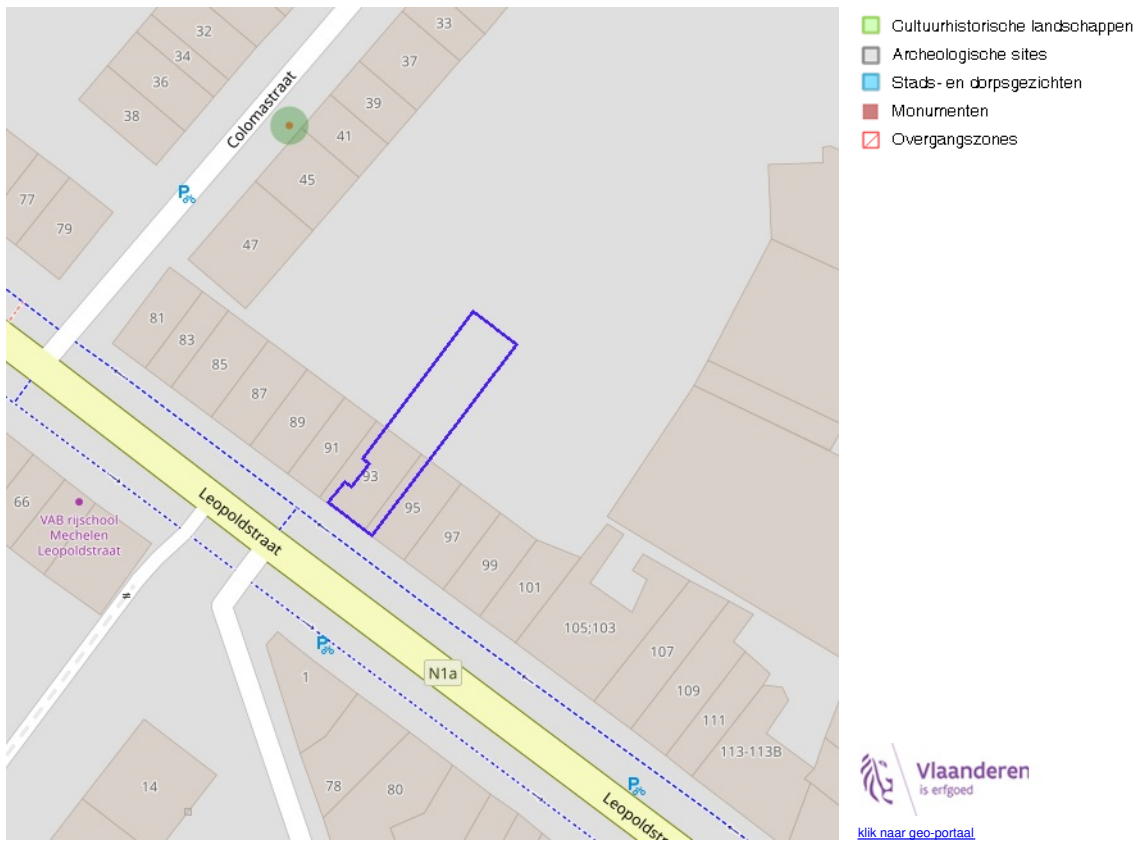 32
33
34
37
36
39
38
Colomastraat
41
45
77
79
47
81
83
85
87
89
91
93
95
97
99
101
105;103
107
109
111
113-113B
66
VAB rijschool
Mechelen
Leopoldstraat
Leopoldstraat
N1a
1
78
80
14
Leopoldstr
Cultuurhistorische landschappen
Archeologische sites
Stads- en dorpsgezichten
Monumenten
Overgangszones
Vlaanderen
is erfgoed
klik naar geo-portaal